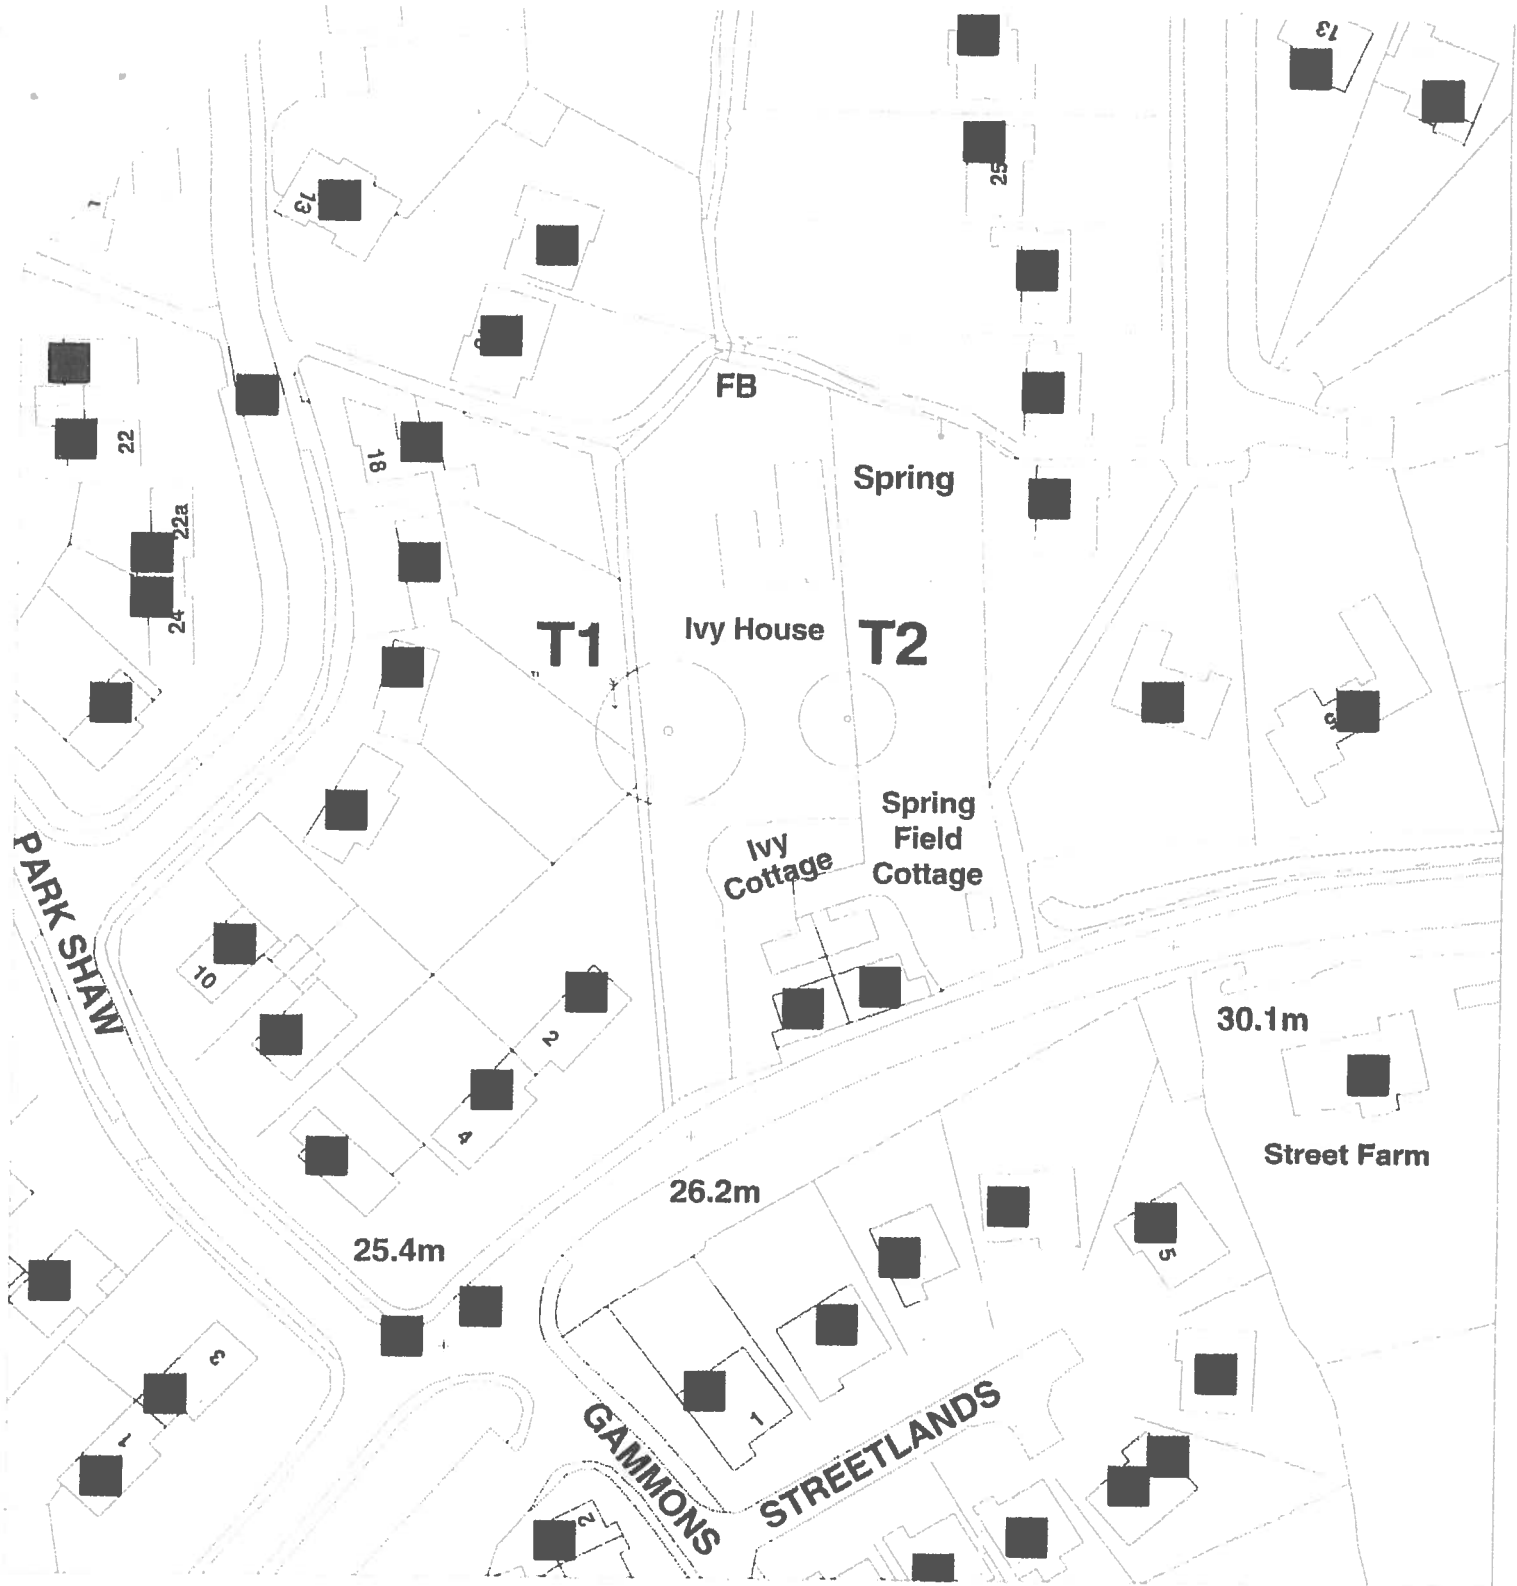 13
25
13
FB
22
18
Spring
22a
24
T1
Ivy House
T2
Spring
Field
Cottage
Ivy
Cottage
PARK SHAW
10
2
4
30.1m
Street Farm
26.2m
25.4m
5
3
1
1
GAMMONS
STREETLANDS
2